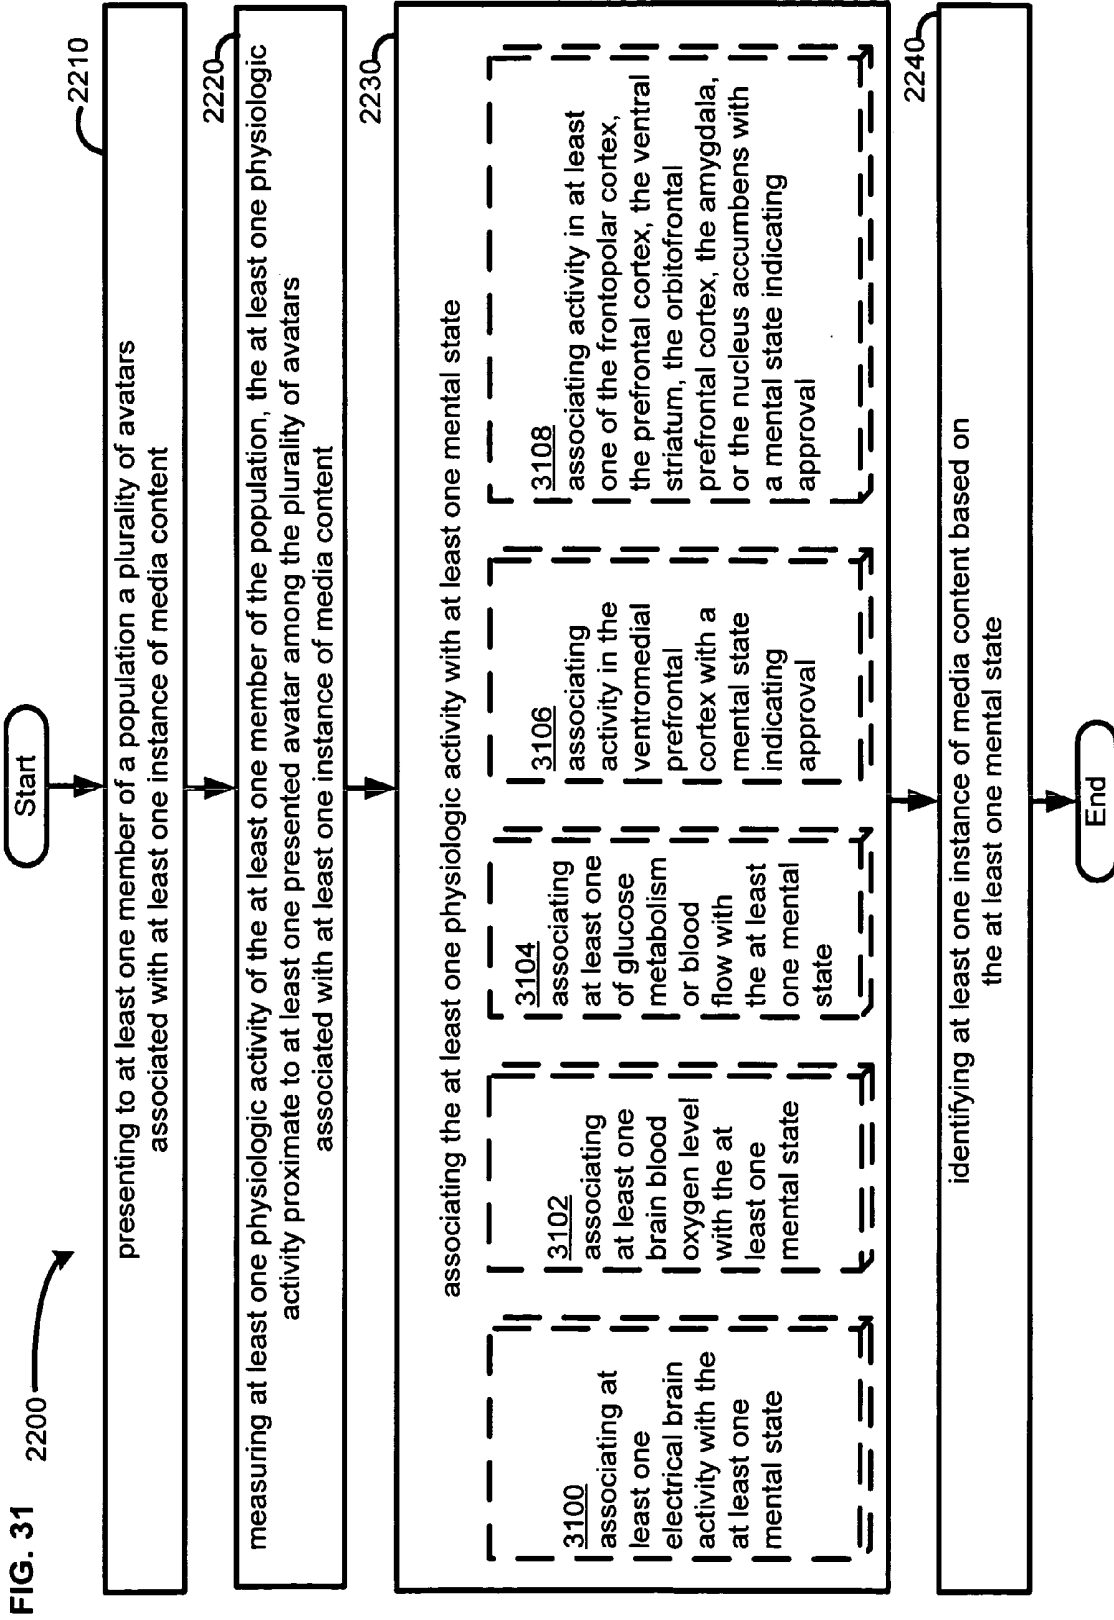 FIG. 31
2200
Start
2210
presenting to at least one member of a population a plurality of avatars
associated with at least one instance of media content
2220
measuring at least one physiologic activity of the at least one member of the population, the at least one physiologic
activity proximate to at least one presented avatar among the plurality of avatars
associated with at least one instance of media content
2230
associating the at least one physiologic activity with at least one mental state
3100
associating at
least one
electrical brain
activity with the
at least one
mental state
3102
associating
at least one
brain blood
oxygen level
with the at
least one
mental state
3104
associating
at least one
of glucose
metabolism
or blood
flow with
the at least
one mental
state
3106
associating
activity in the
ventromedial
prefrontal
cortex with a
mental state
indicating
approval
3108
associating activity in at least
one of the frontopolar cortex,
the prefrontal cortex, the ventral
striatum, the orbitofrontal
prefrontal cortex, the amygdala,
or the nucleus accumbens with
a mental state indicating
approval
2240
identifying at least one instance of media content based on
the at least one mental state
End